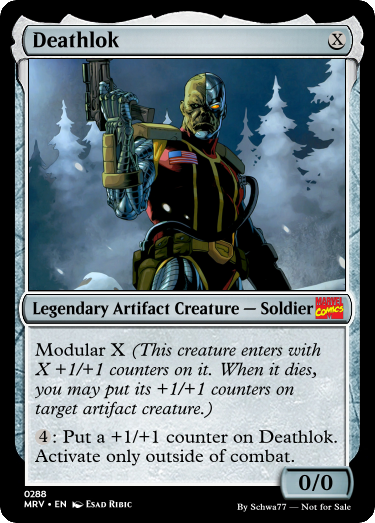 Deathlok X
MARVEL
COMICS
Legendary Artifact Creature — Soldier
Modular X (This creature enters with
X +1/+1 counters on it. When it dies,
you may put its +1/+1 counters on
target artifact creature.)
4: Put a +1/+1 counter on Deathlok.
Activate only outside of combat.
0/0
0288
MRV • EN Esad Ribic
By Schwa77 — Not for Sale